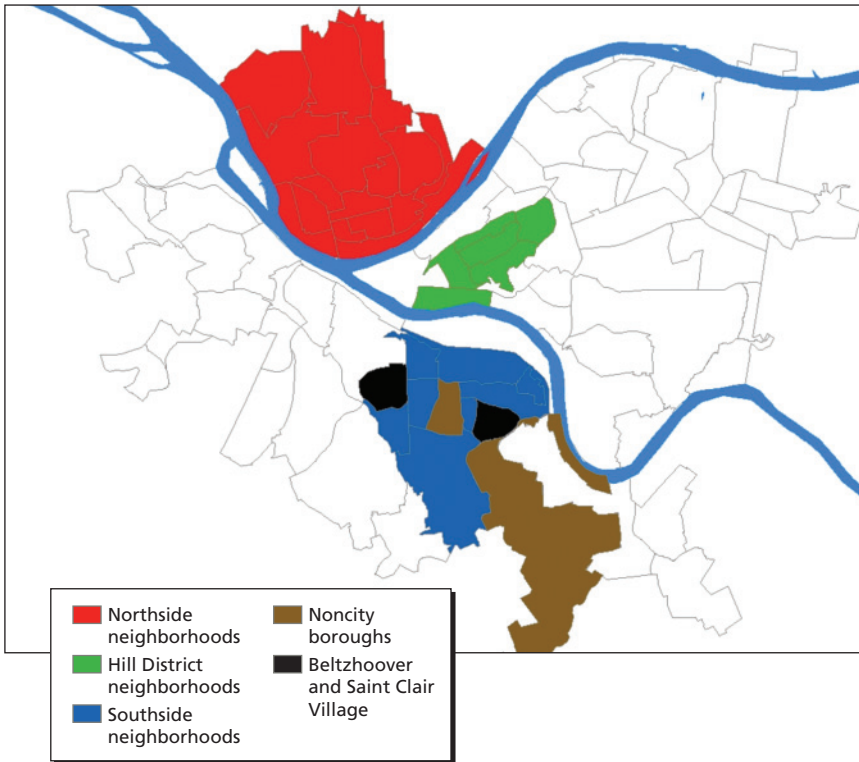 Northside
neighborhoods
Hill District
neighborhoods
Southside
neighborhoods
Noncity
boroughs
Beltzhoover
and Saint Clair
Village